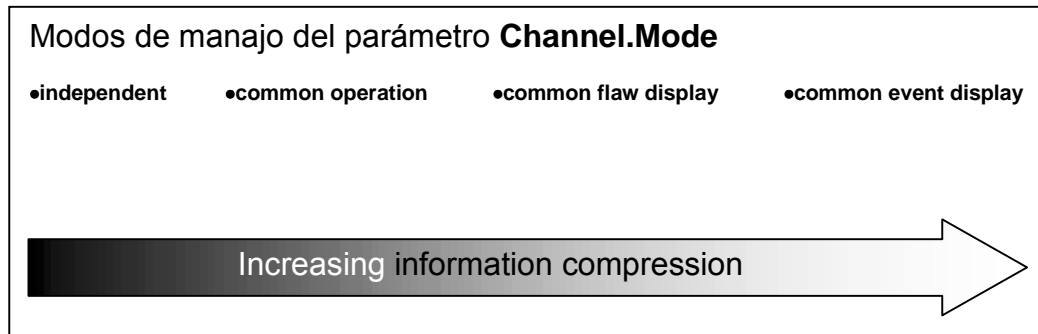 Modos de manajo del parámetro Channel.Mode
•independent •common operation •common flaw display •common event display
Increasing information compression